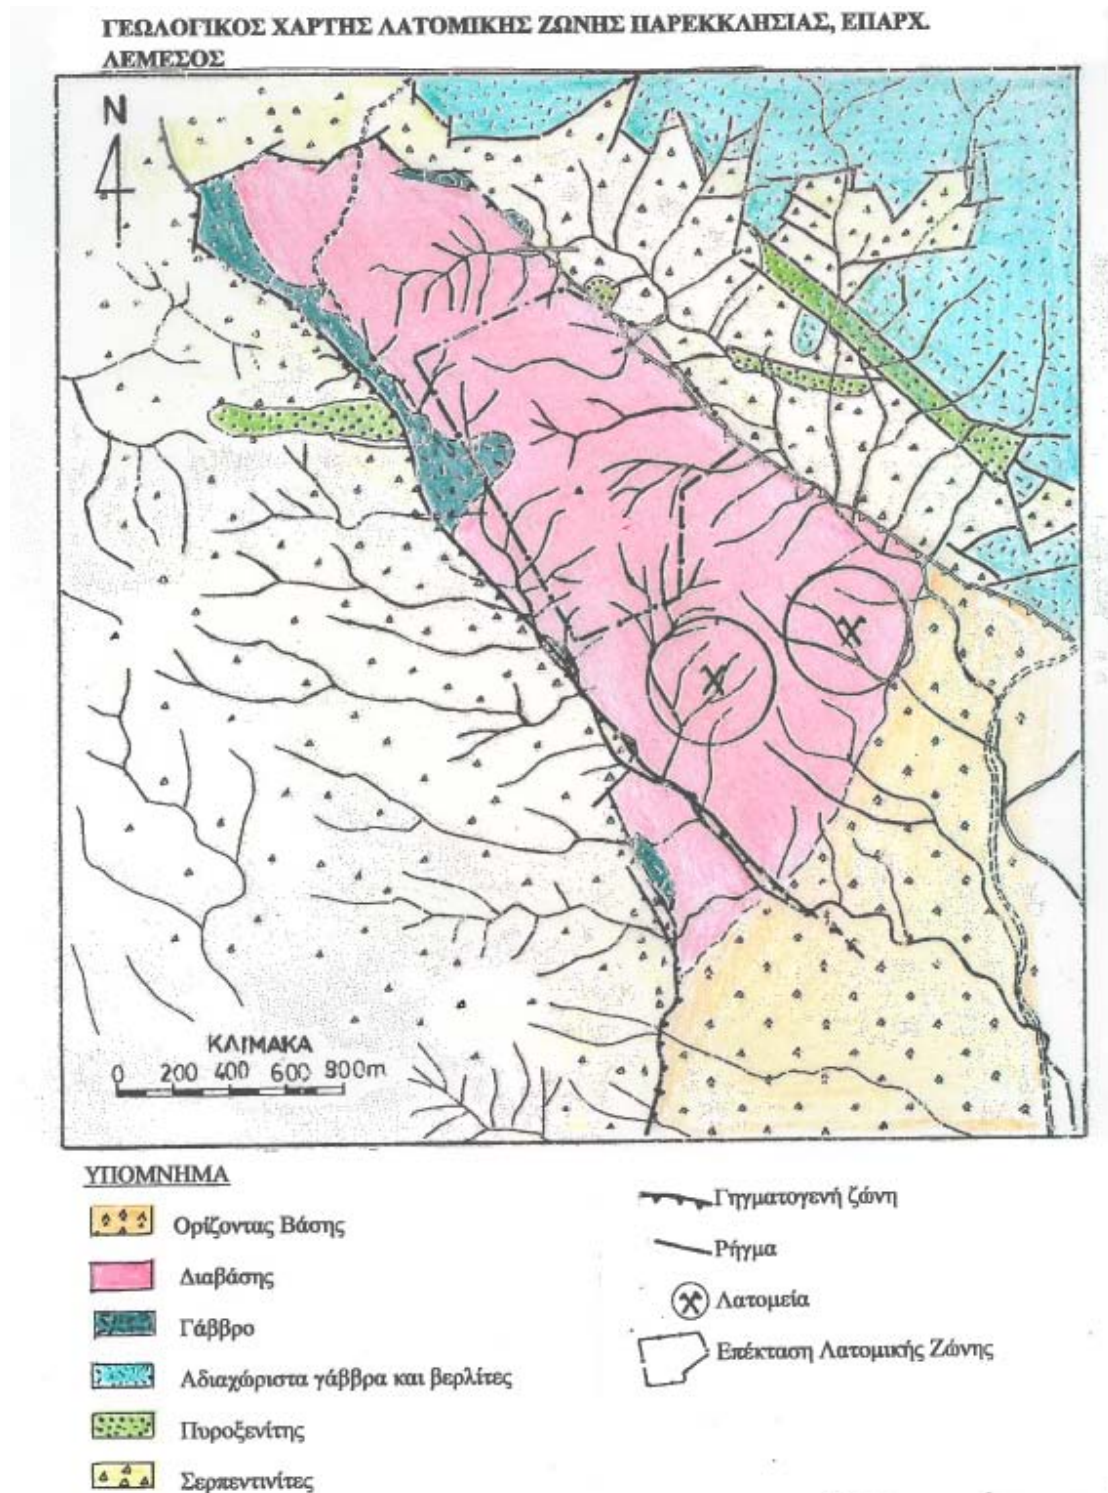 ΓΕΩΛΟΓΙΚΟΣ ΧΑΡΤΗΣ ΛΑΤΟΜΙΚΗΣ ΖΩΝΗΣ ΠΑΡΕΚΚΛΗΣΙΑΣ, ΕΠΑΡΧ.
ΛΕΜΕΣΟΣ
N
ΚΛΙΜΑΚΑ
0 200 400 600 800m
ΥΠΟΜΝΗΜΑ
Ορίζοντας Βάσης
Διαβάσης
Γάββρο
Αδιαχώριστα γάββρα και βερλίτες
Πυροξενίτης
Σερπεντινίτες
Γηγματογενή ζώνη
Ρήγμα
Λατομεία
Επέκταση Λατομικής Ζώνης